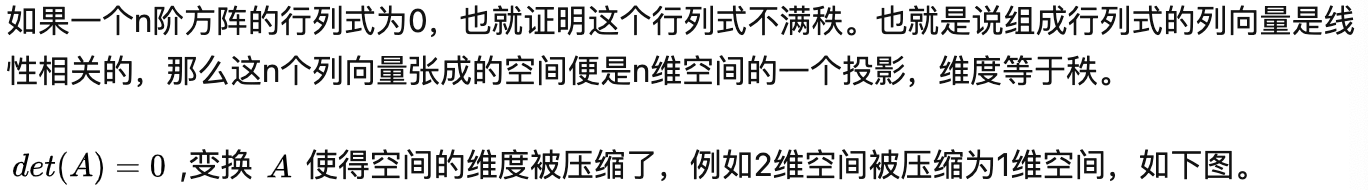 如果一个n阶方阵的行列式为0，也就证明这个行列式不满秩。也就是说组成行列式的列向量是线
性相关的，那么这n个列向量张成的空间便是n维空间的一个投影，维度等于秩。
det(A) = 0 ,变换 A 使得空间的维度被压缩了，例如2维空间被压缩为1维空间，如下图。